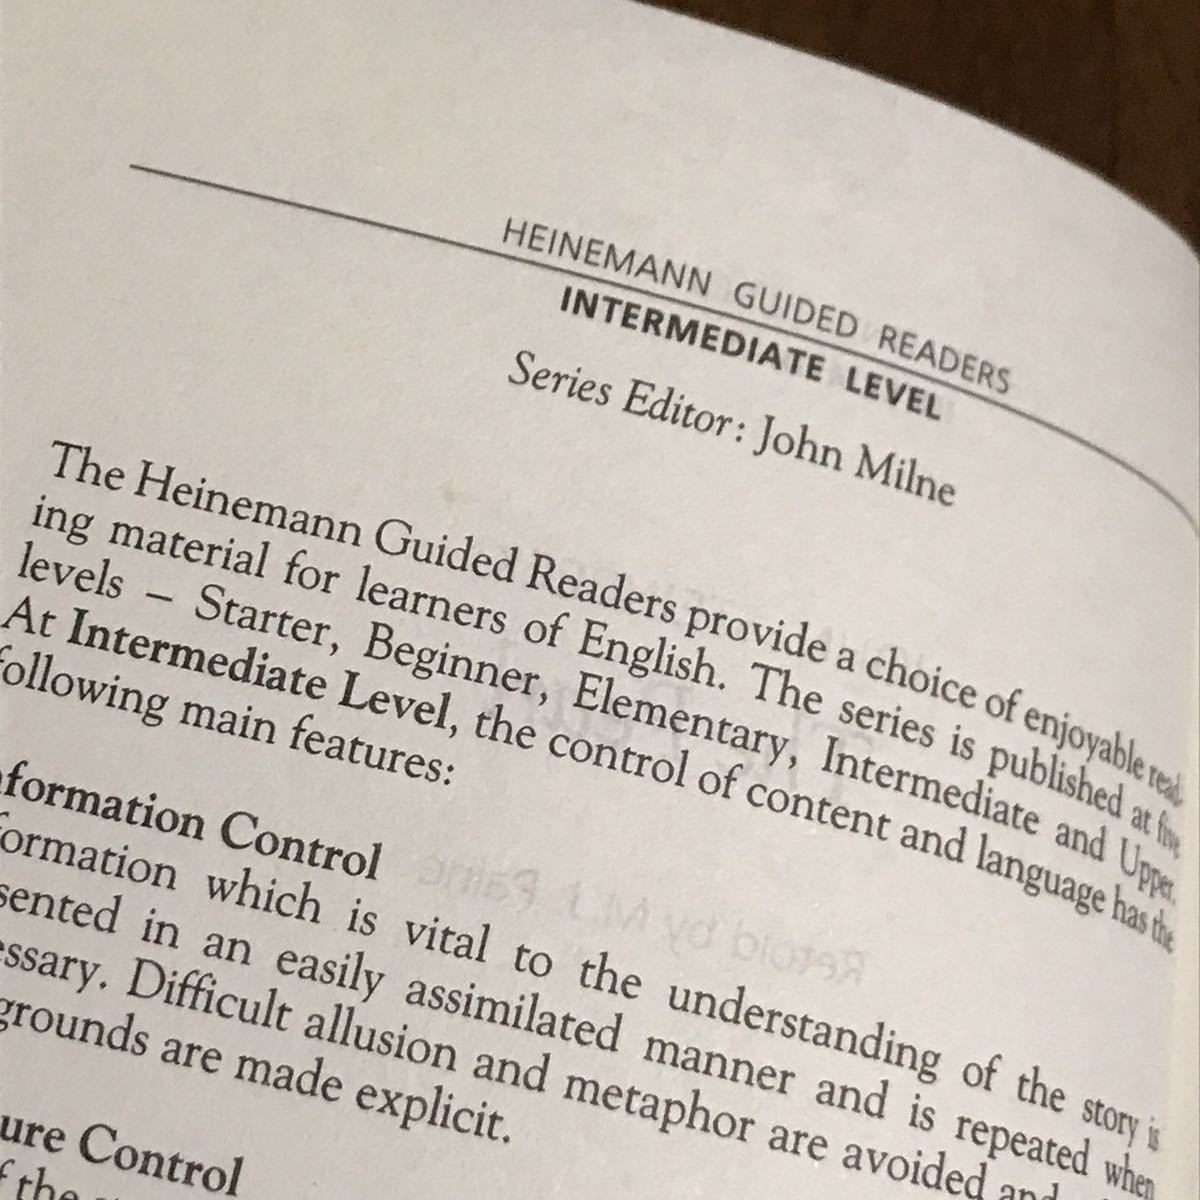 HEINEMANN GUIDED READERS
INTERMEDIATE LEVEL
Series Editor: John Milne
The Heinemann Guided Readers provide a choice of enjoyable read-
ing material for learners of English. The series is published at five
levels – Starter, Beginner, Elementary, Intermediate and Upper.
At Intermediate Level, the control of content and language has the
following main features:
formation Control
formation which is vital to the understanding of the story is
sented in an easily assimilated manner and is repeated when
essary. Difficult allusion and metaphor are avoided and
grounds are made explicit.
ure Control
f the